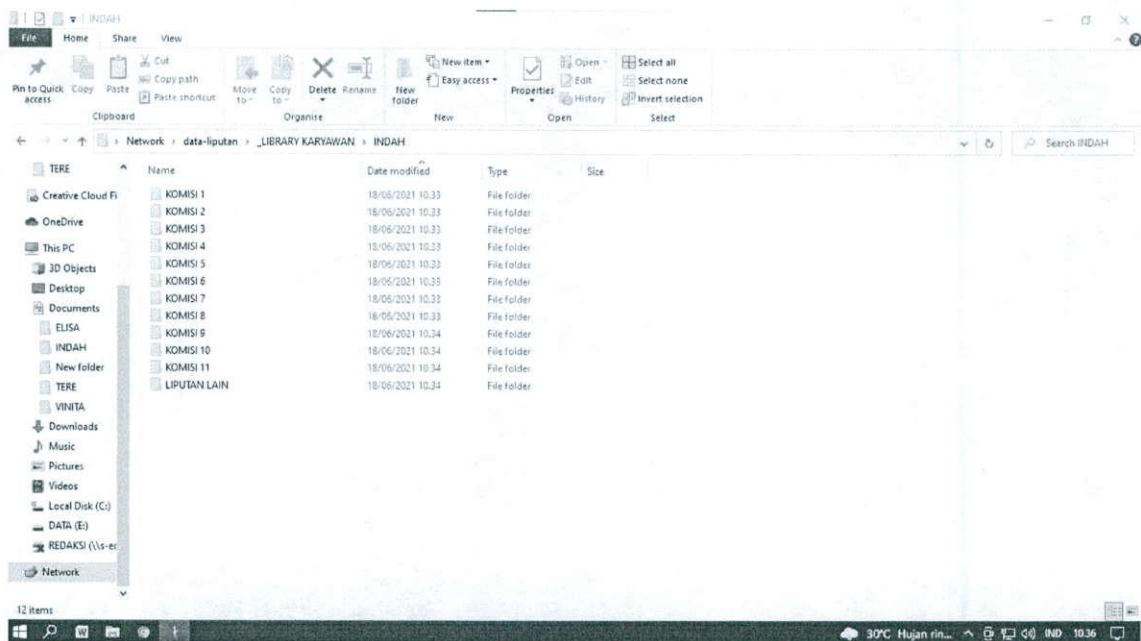 INDAH
File Home Share View
Pin to Quick access
Copy
Paste
Cut
Copy path
Paste shortcut
Move to
Copy to
Delete
Rename
New folder
New item
Easy access
Properties
Open
Edit
History
Select all
Select none
Invert selection
Clipboard Organise New Open Select
Network › data-liputan › _LIBRARY KARYAWAN › INDAH
Search INDAH
TERE
Creative Cloud Fi
OneDrive
This PC
3D Objects
Desktop
Documents
ELISA
INDAH
New folder
TERE
VINITA
Downloads
Music
Pictures
Videos
Local Disk (C:)
DATA (E:)
REDAKSI (\\s-er
Network
Name Date modified Type Size
KOMISI 1 18/06/2021 10.33 File folder
KOMISI 2 18/06/2021 10.33 File folder
KOMISI 3 18/06/2021 10.33 File folder
KOMISI 4 18/06/2021 10.33 File folder
KOMISI 5 18/06/2021 10.33 File folder
KOMISI 6 18/06/2021 10.33 File folder
KOMISI 7 18/06/2021 10.33 File folder
KOMISI 8 18/06/2021 10.33 File folder
KOMISI 9 18/06/2021 10.34 File folder
KOMISI 10 18/06/2021 10.34 File folder
KOMISI 11 18/06/2021 10.34 File folder
LIPUTAN LAIN 18/06/2021 10.34 File folder
12 items
30°C Hujan rin... IND 10.36